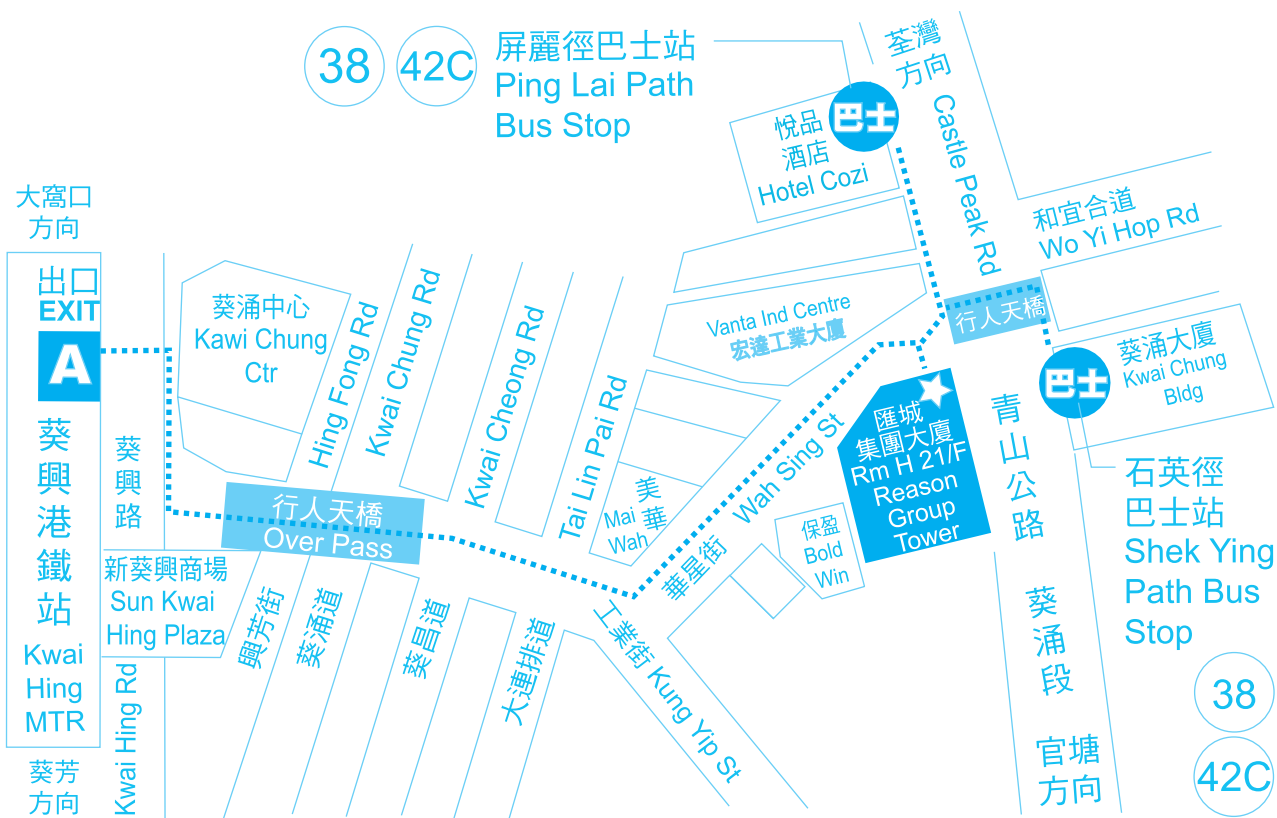 38
42C
屏麗徑巴士站
Ping Lai Path
Bus Stop
荃灣
方向
巴士
悅品
酒店
Hotel Cozi
Castle Peak Rd
和宜合道
Wo Yi Hop Rd
大窩口
方向
出口
EXIT
A
葵興港鐵站
Kwai
Hing
MTR
葵芳
方向
葵興路
Kwai Hing Rd
葵涌中心
Kawi Chung
Ctr
Hing Fong Rd
Kwai Chung Rd
Kwai Cheong Rd
Tai Lin Pai Rd
Vanta Ind Centre
宏達工業大廈
行人天橋
葵涌大廈
Kwai Chung
Bldg
巴士
行人天橋
Over Pass
新葵興商場
Sun Kwai
Hing Plaza
興芳街
葵涌道
葵昌道
大連排道
工業街 Kung Yip St
美華
Mai
Wah
華星街
Wah Sing St
保盈
Bold
Win
匯城
集團大廈
Rm H 21/F
Reason
Group
Tower
青山公路
葵涌段
官塘
方向
石英徑
巴士站
Shek Ying
Path Bus
Stop
38
42C